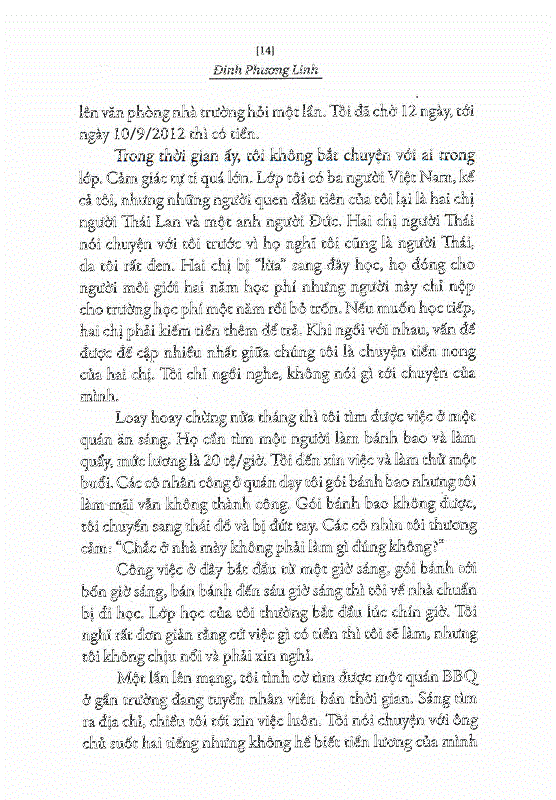 [14]
Đinh Phương Linh
lên văn phòng nhà trường hỏi một lần. Tôi đã chờ 12 ngày, tới
ngày 10/9/2012 thì có tiền.
Trong thời gian ấy, tôi không bắt chuyện với ai trong
lớp. Cảm giác tự ti quá lớn. Lớp tôi có ba người Việt Nam, kể
cả tôi, nhưng những người quen đầu tiên của tôi lại là hai chị
người Thái Lan và một anh người Đức. Hai chị người Thái
nói chuyện với tôi trước vì họ nghĩ tôi cũng là người Thái,
da tôi rất đen. Hai chị bị “lừa” sang đây học, họ đóng cho
người môi giới hai năm học phí nhưng người này chỉ nộp
cho trường học phí một năm rồi bỏ trốn. Nếu muốn học tiếp,
hai chị phải kiếm tiền thêm để trả. Khi ngồi với nhau, vấn đề
được đề cập nhiều nhất giữa chúng tôi là chuyện tiền nong
của hai chị. Tôi chỉ ngồi nghe, không nói gì tới chuyện của
mình.
Loay hoay chừng nửa tháng thì tôi tìm được việc ở một
quán ăn sáng. Họ cần tìm một người làm bánh bao và làm
quẩy, mức lương là 20 tệ/giờ. Tôi đến xin việc và làm thử một
buổi. Các cô nhân công ở quán dạy tôi gói bánh bao nhưng tôi
làm mãi vẫn không thành công. Gói bánh bao không được,
tôi chuyển sang thái đồ và bị đứt tay. Các cô nhìn tôi thương
cảm: “Chắc ở nhà mày không phải làm gì đúng không?”
Công việc ở đây bắt đầu từ một giờ sáng, gói bánh tới
bốn giờ sáng, bán bánh đến sáu giờ sáng thì tôi về nhà chuẩn
bị đi học. Lớp học của tôi thường bắt đầu lúc chín giờ. Tôi
nghĩ rất đơn giản rằng cứ việc gì có tiền thì tôi sẽ làm, nhưng
tôi không chịu nổi và phải xin nghỉ.
Một lần lên mạng, tôi tình cờ tìm được một quán BBQ
ở gần trường đang tuyển nhân viên bán thời gian. Sáng tìm
ra địa chỉ, chiều tôi tới xin việc luôn. Tôi nói chuyện với ông
chủ suốt hai tiếng nhưng không hề biết tiền lương của mình